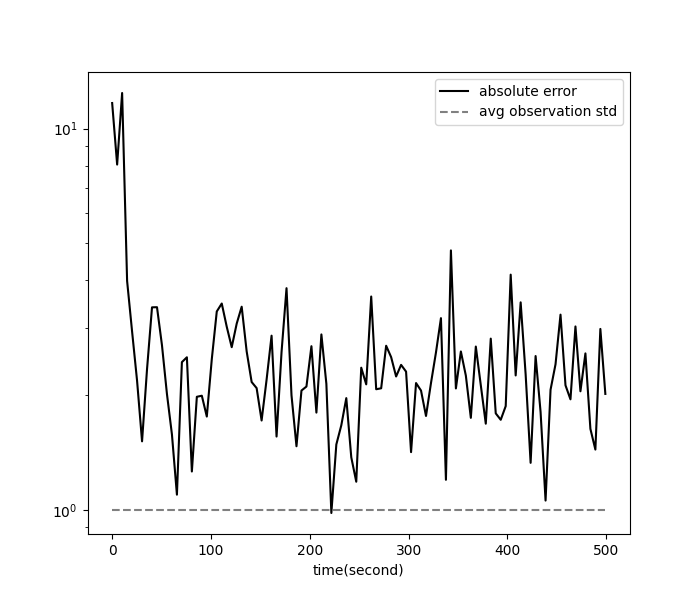 absolute error
avg observation std
10¹
10⁰
0 100 200 300 400 500
time(second)